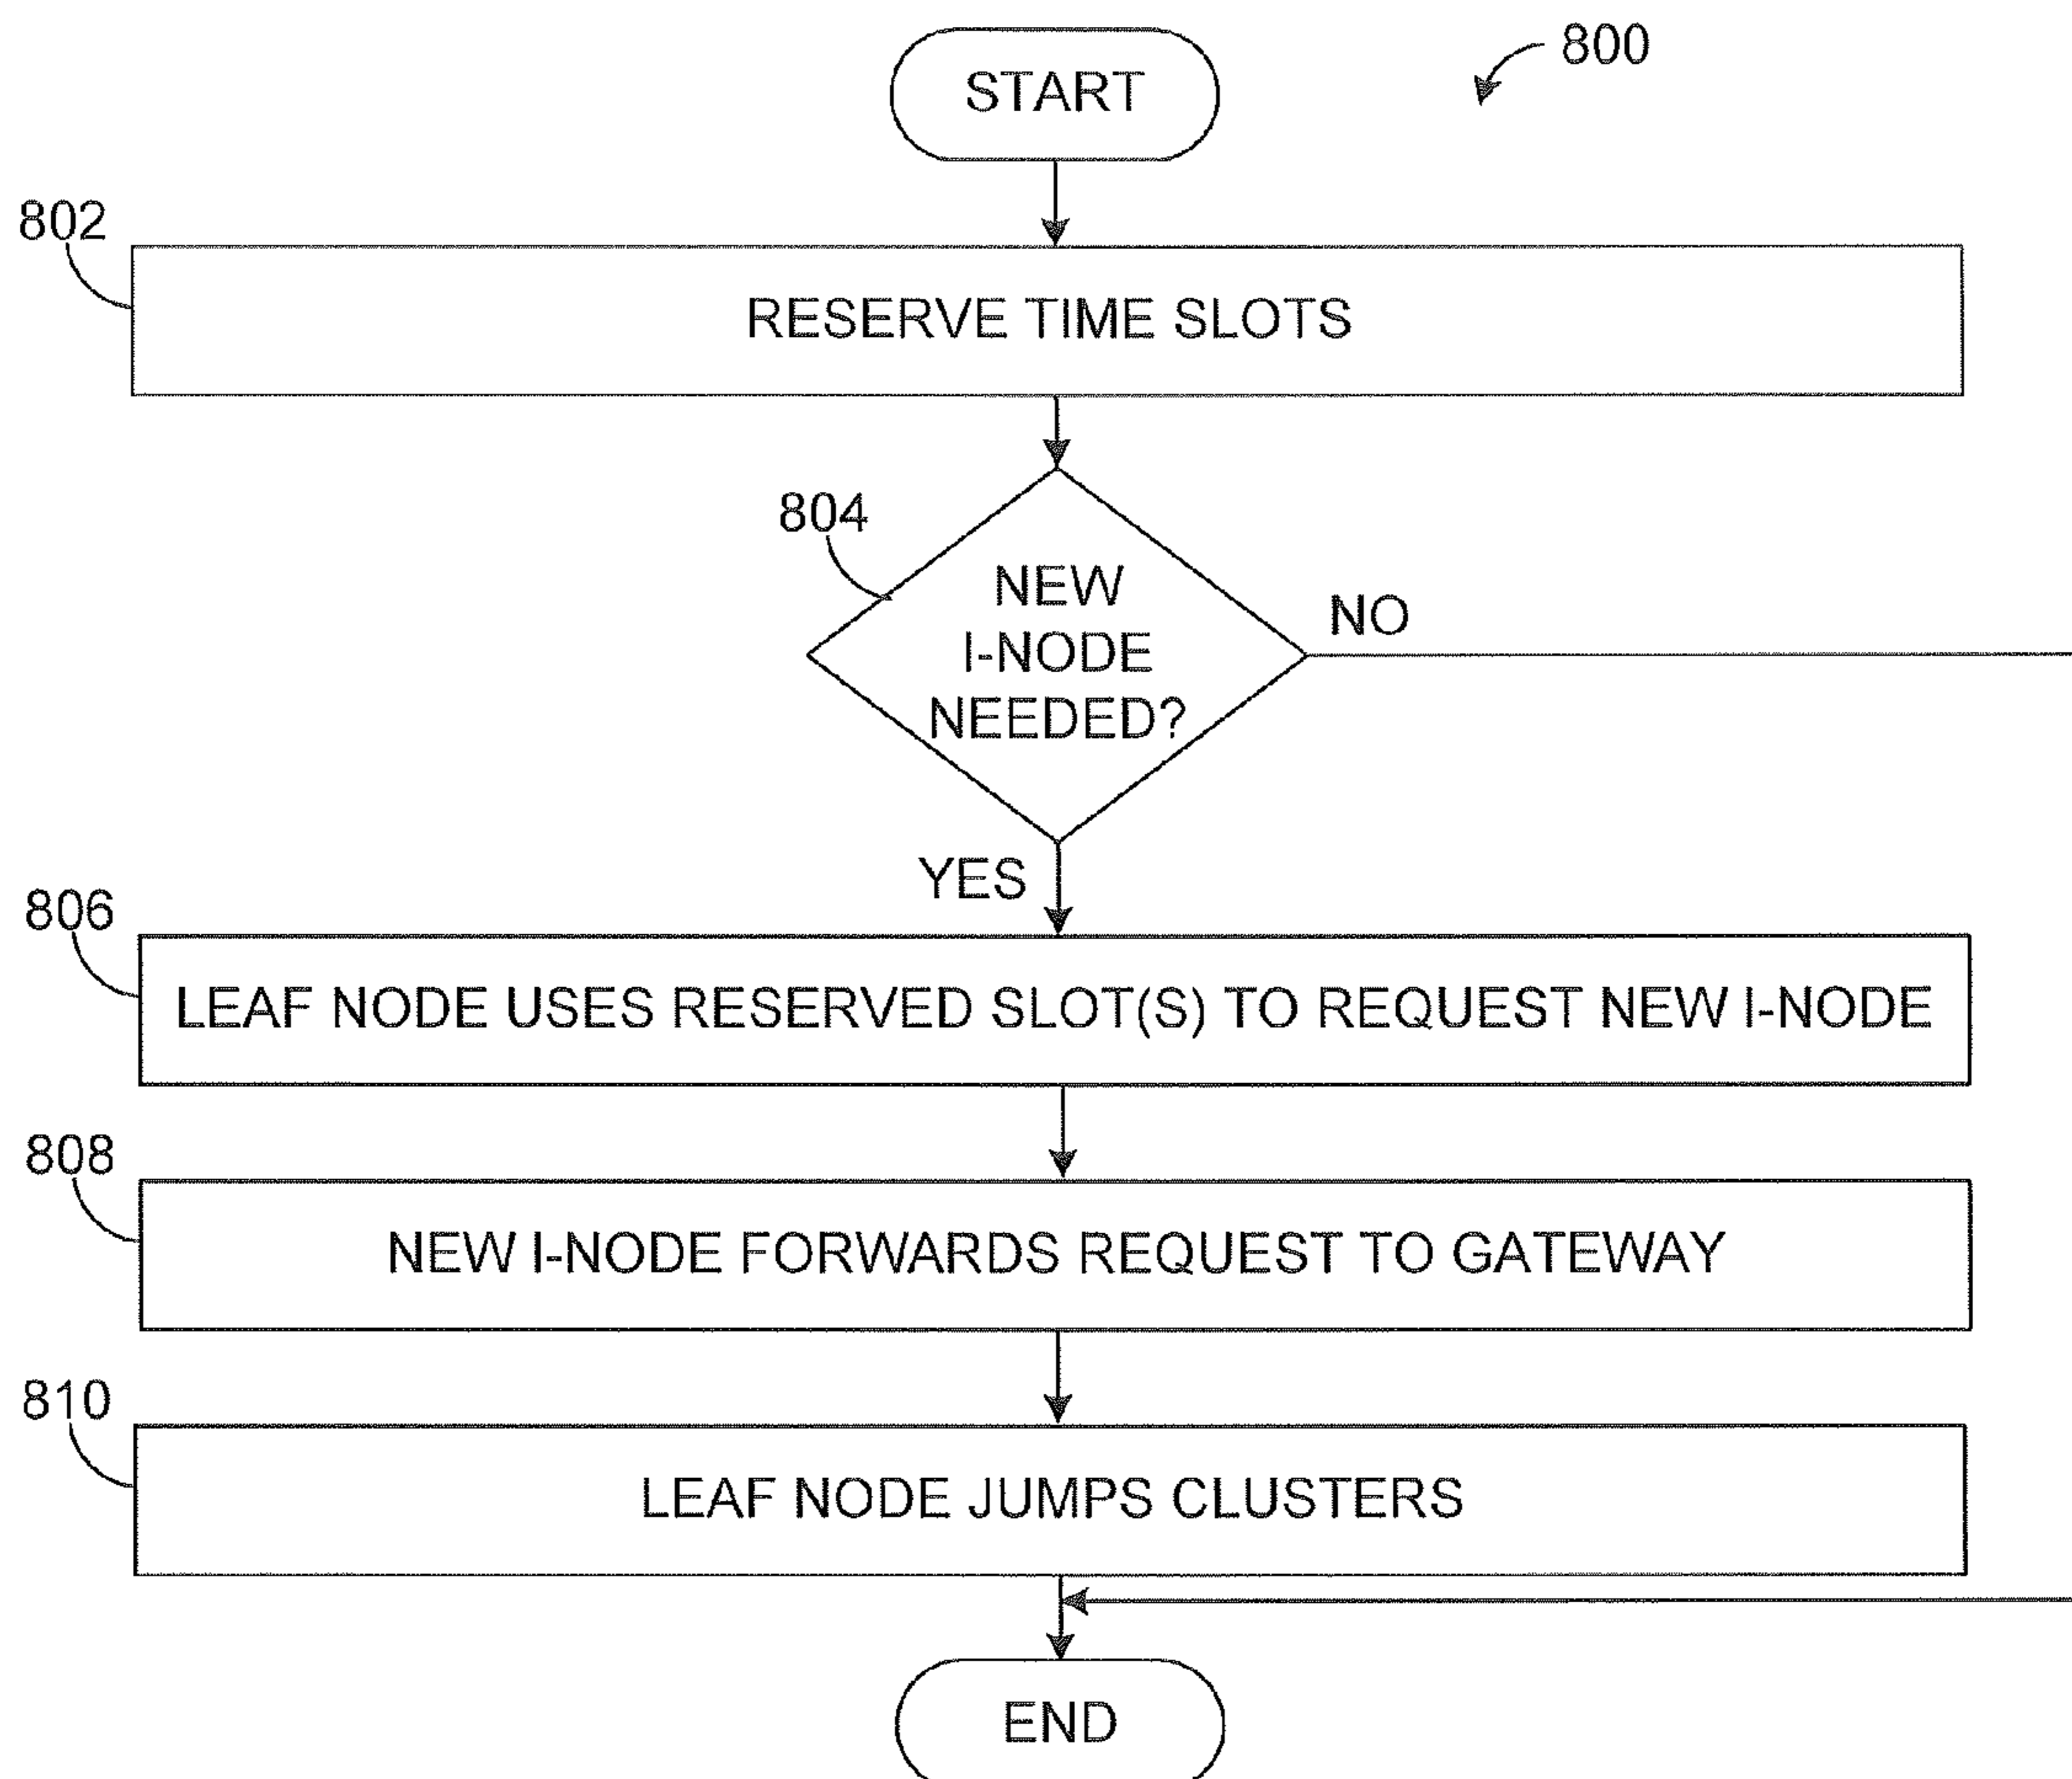 800
START
802
RESERVE TIME SLOTS
804
NEW
I-NODE
NEEDED?
NO
YES
806
LEAF NODE USES RESERVED SLOT(S) TO REQUEST NEW I-NODE
808
NEW I-NODE FORWARDS REQUEST TO GATEWAY
810
LEAF NODE JUMPS CLUSTERS
END